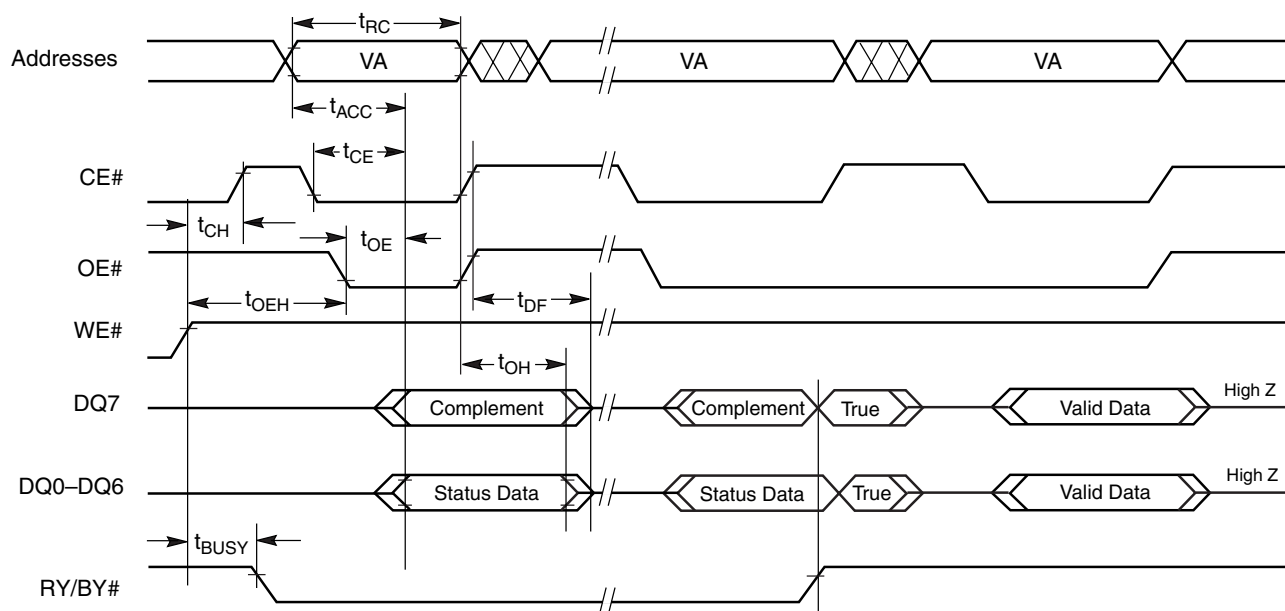 tRC
Addresses VA VA VA
tACC
tCE
CE#
tCH
tOE
OE#
tOEH
tDF
WE#
tOH
DQ7 Complement Complement True Valid Data High Z
DQ0–DQ6 Status Data Status Data True Valid Data High Z
tBUSY
RY/BY#